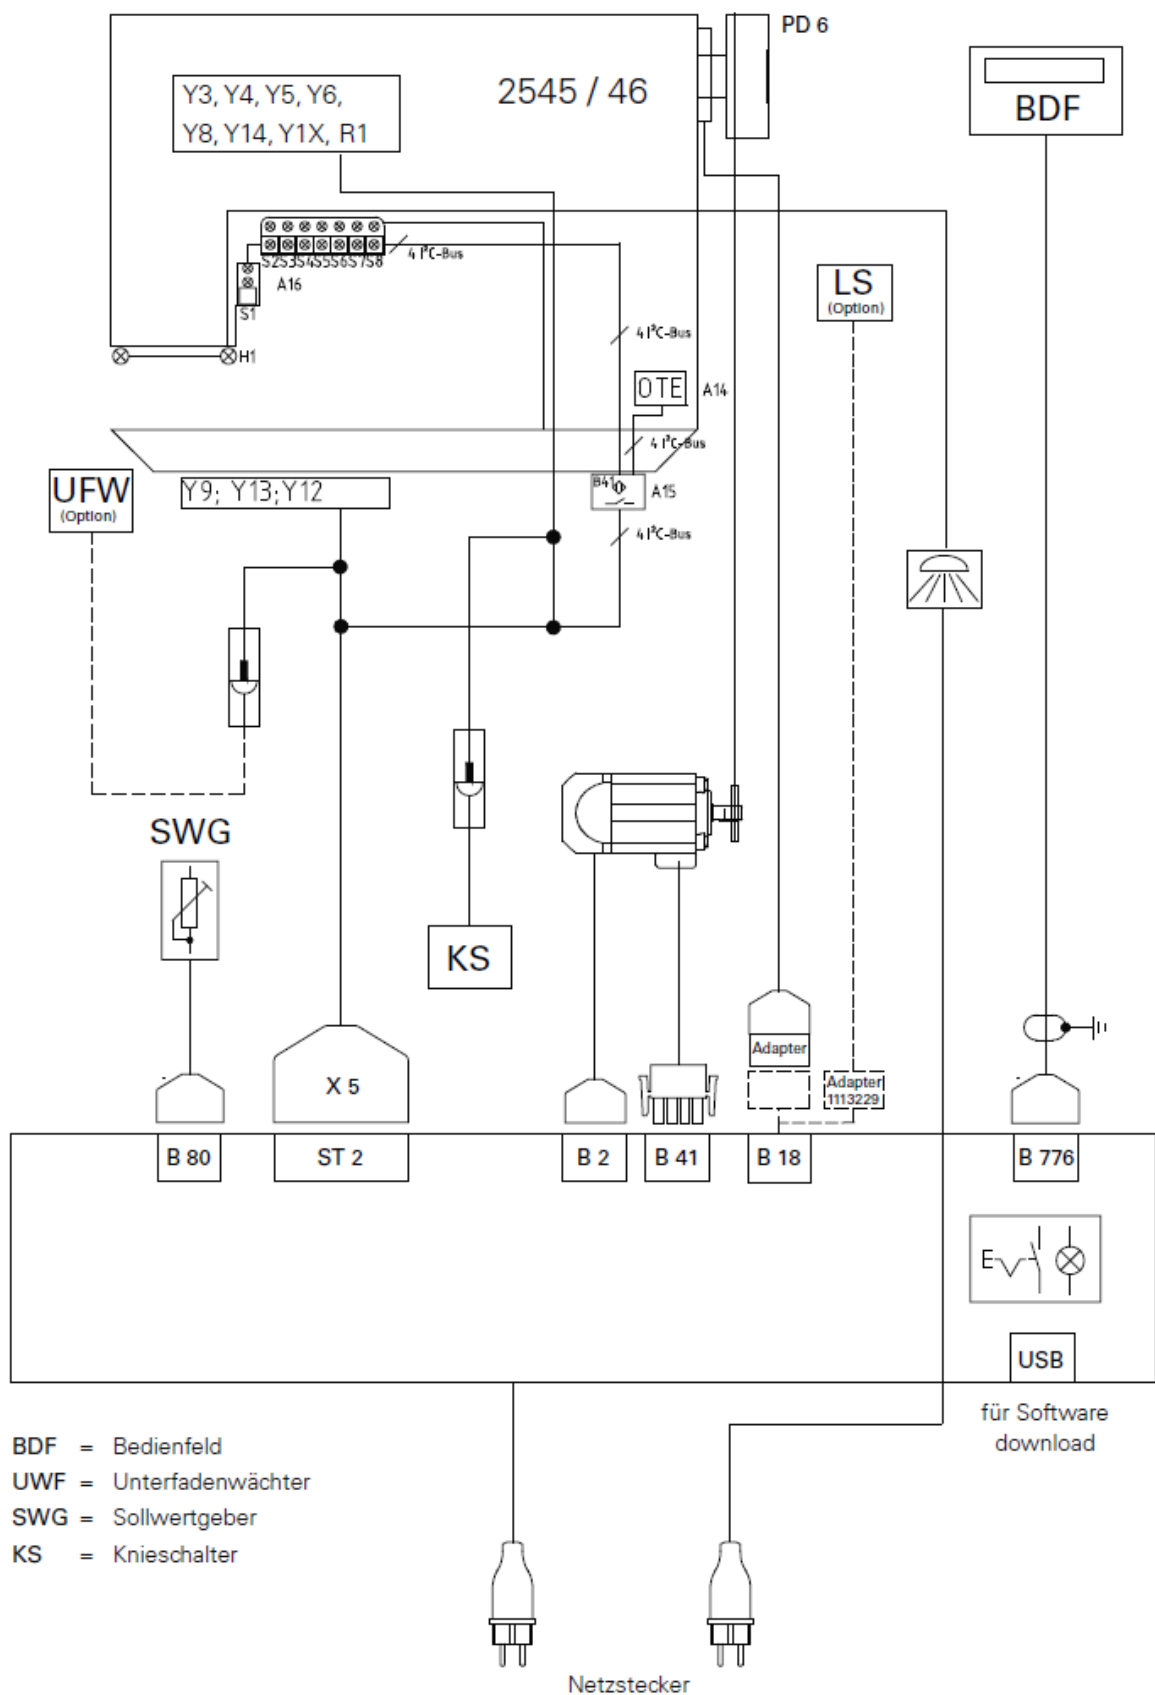 PD 6
2545 / 46
Y3, Y4, Y5, Y6,
Y8, Y14, Y1X, R1
BDF
4 I²C-Bus
S2S3S4S5S6S7S8
A16
S1
LS
(Option)
4 I²C-Bus
H1
OTE
A14
4 I²C-Bus
UFW
(Option)
Y9; Y13;Y12
B41
A15
4 I²C-Bus
SWG
KS
Adapter
Adapter
1113229
X 5
B 80
ST 2
B 2
B 41
B 18
B 776
E
USB
für Software
download
BDF = Bedienfeld
UWF = Unterfadenwächter
SWG = Sollwertgeber
KS = Knieschalter
Netzstecker